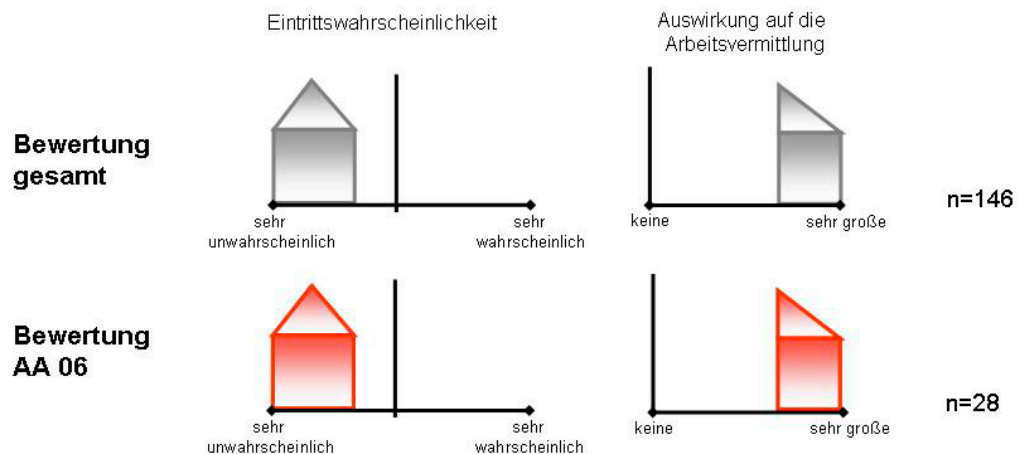 Eintrittswahrscheinlichkeit
Auswirkung auf die
Arbeitsvermittlung
Bewertung
gesamt
sehr
unwahrscheinlich
sehr
wahrscheinlich
keine
sehr große
n=146
Bewertung
AA 06
sehr
unwahrscheinlich
sehr
wahrscheinlich
keine
sehr große
n=28